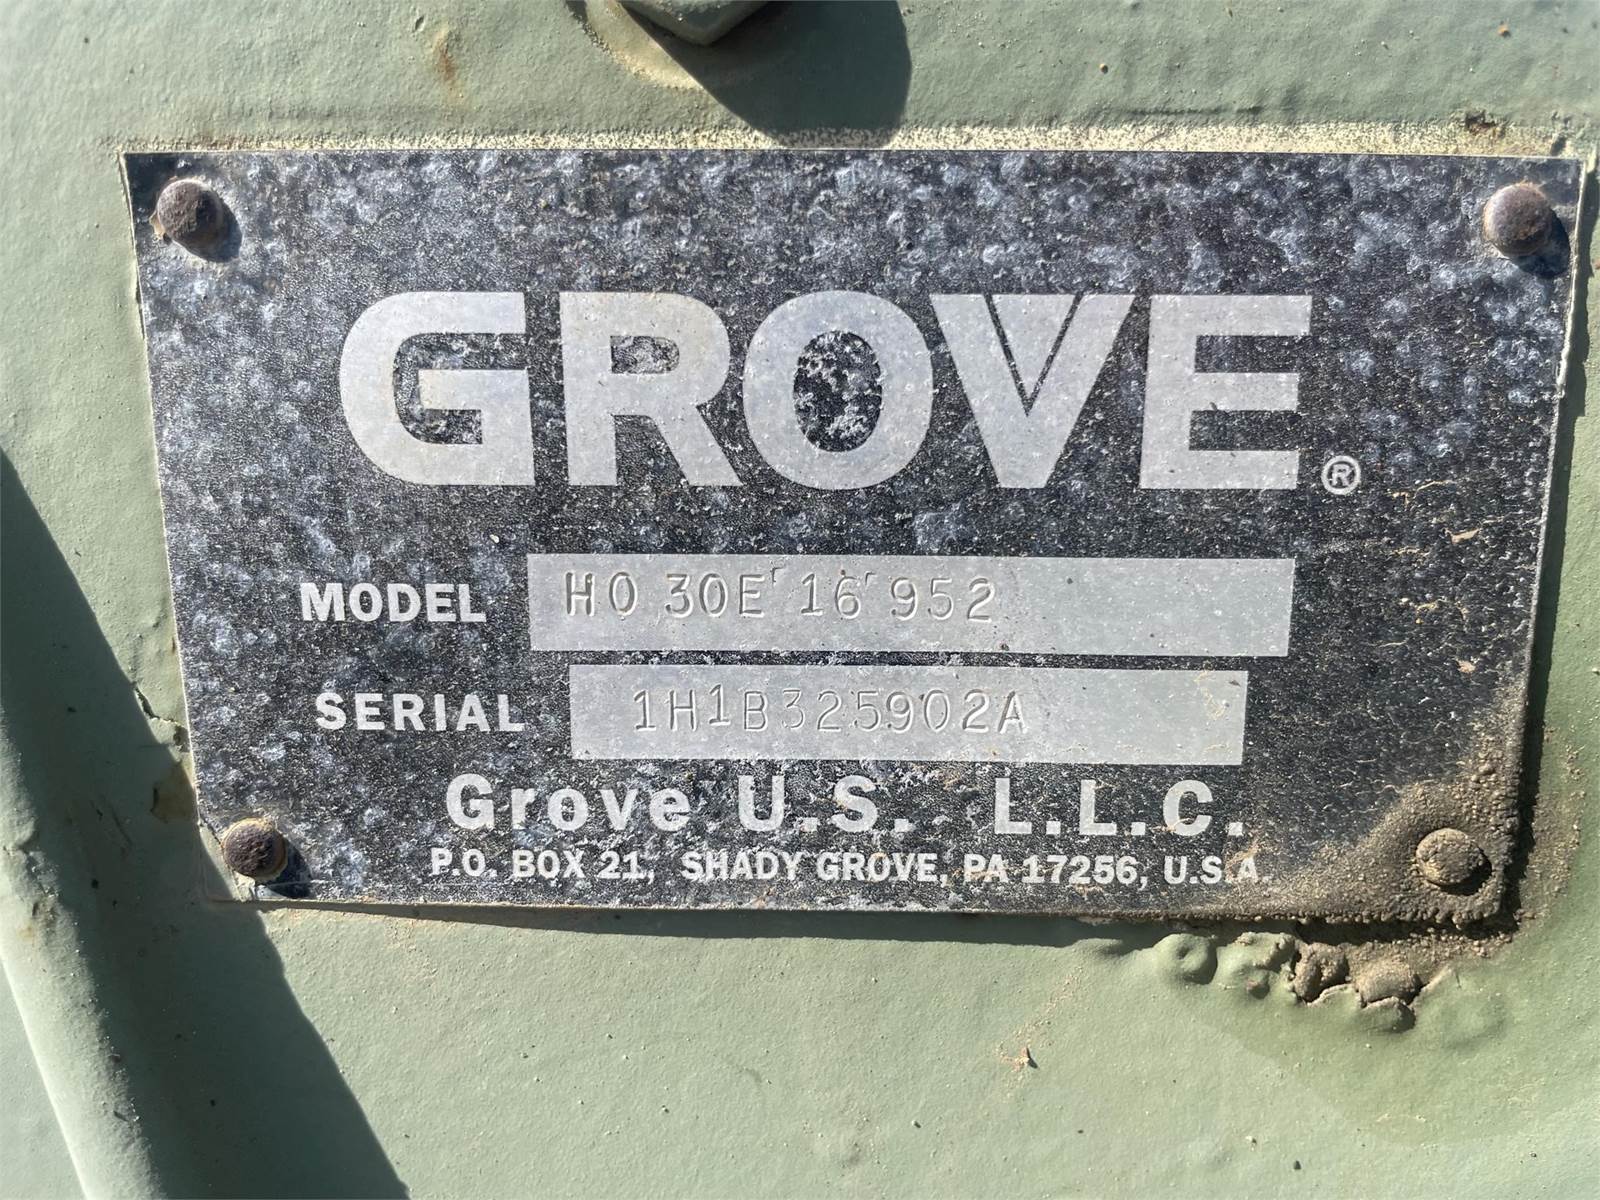 GROVE®
MODEL HO 30E 16 952
SERIAL 1H1B325902A
Grove U.S. L.L.C.
P.O. BOX 21, SHADY GROVE, PA 17256, U.S.A.